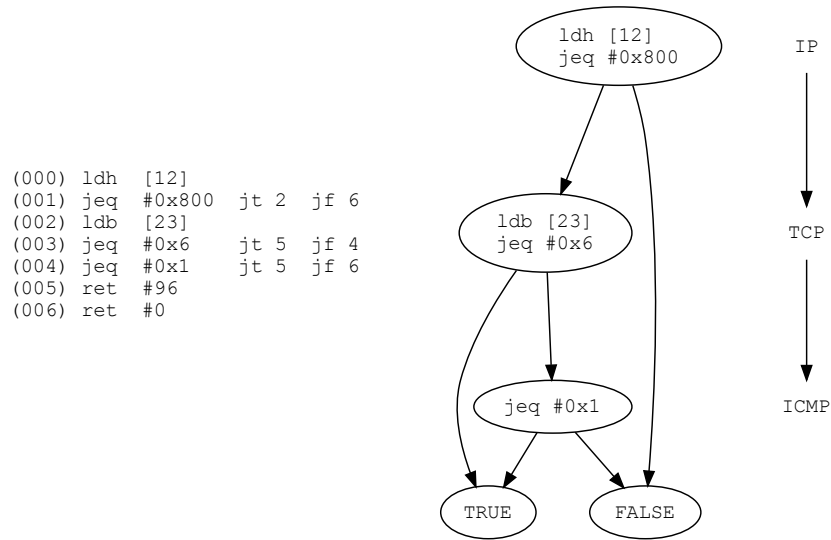 (000) ldh  [12]
(001) jeq  #0x800  jt 2  jf 6
(002) ldb  [23]
(003) jeq  #0x6    jt 5  jf 4
(004) jeq  #0x1    jt 5  jf 6
(005) ret  #96
(006) ret  #0
ldh [12]
jeq #0x800
ldb [23]
jeq #0x6
jeq #0x1
TRUE
FALSE
IP
TCP
ICMP